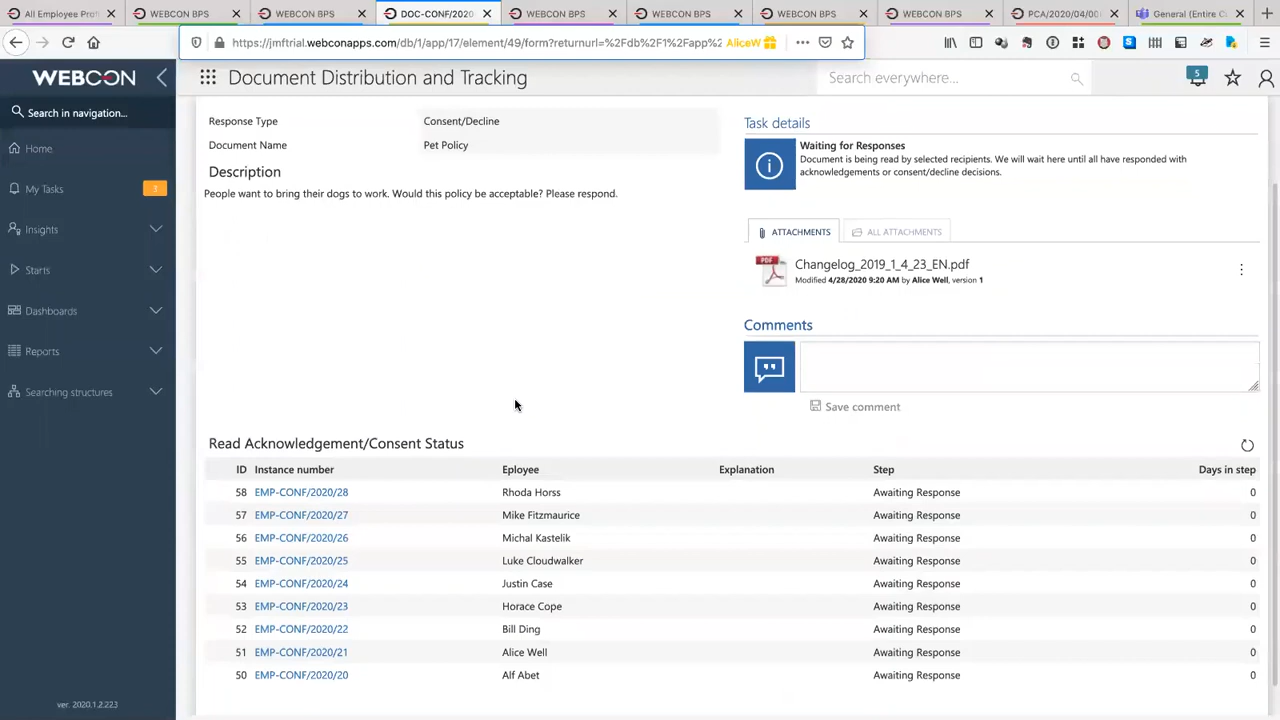 All Employee Prof
WEBCON BPS
WEBCON BPS
DOC-CONF/2020
WEBCON BPS
WEBCON BPS
WEBCON BPS
WEBCON BPS
PCA/2020/04/00
General (Entire C
https://jmftrial.webconapps.com/db/1/app/17/element/49/form?returnurl=%2Fdb%2F1%2Fapp%2
AliceW
WEBCON
Document Distribution and Tracking
Search everywhere...
5
Search in navigation...
Home
My Tasks
3
Insights
Starts
Dashboards
Reports
Searching structures
ver. 2020.1.2.223
Response Type Consent/Decline
Document Name Pet Policy
Description
People want to bring their dogs to work. Would this policy be acceptable? Please respond.
Task details
Waiting for Responses
Document is being read by selected recipients. We will wait here until all have responded with
acknowledgements or consent/decline decisions.
ATTACHMENTS ALL ATTACHMENTS
PDF
Changelog_2019_1_4_23_EN.pdf
Modified 4/28/2020 9:20 AM by Alice Well, version 1
Comments
Save comment
Read Acknowledgement/Consent Status
ID Instance number Eployee Explanation Step Days in step
58 EMP-CONF/2020/28 Rhoda Horss Awaiting Response 0
57 EMP-CONF/2020/27 Mike Fitzmaurice Awaiting Response 0
56 EMP-CONF/2020/26 Michal Kastelik Awaiting Response 0
55 EMP-CONF/2020/25 Luke Cloudwalker Awaiting Response 0
54 EMP-CONF/2020/24 Justin Case Awaiting Response 0
53 EMP-CONF/2020/23 Horace Cope Awaiting Response 0
52 EMP-CONF/2020/22 Bill Ding Awaiting Response 0
51 EMP-CONF/2020/21 Alice Well Awaiting Response 0
50 EMP-CONF/2020/20 Alf Abet Awaiting Response 0